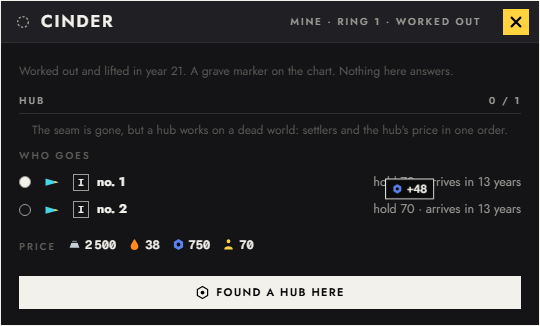 CINDER
MINE · RING 1 · WORKED OUT
Worked out and lifted in year 21. A grave marker on the chart. Nothing here answers.
HUB 0 / 1
The seam is gone, but a hub works on a dead world: settlers and the hub's price in one order.
WHO GOES
I no. 1 arrives in 13 years
+48
I no. 2 hold 70 · arrives in 13 years
PRICE 2 500 38 750 70
FOUND A HUB HERE